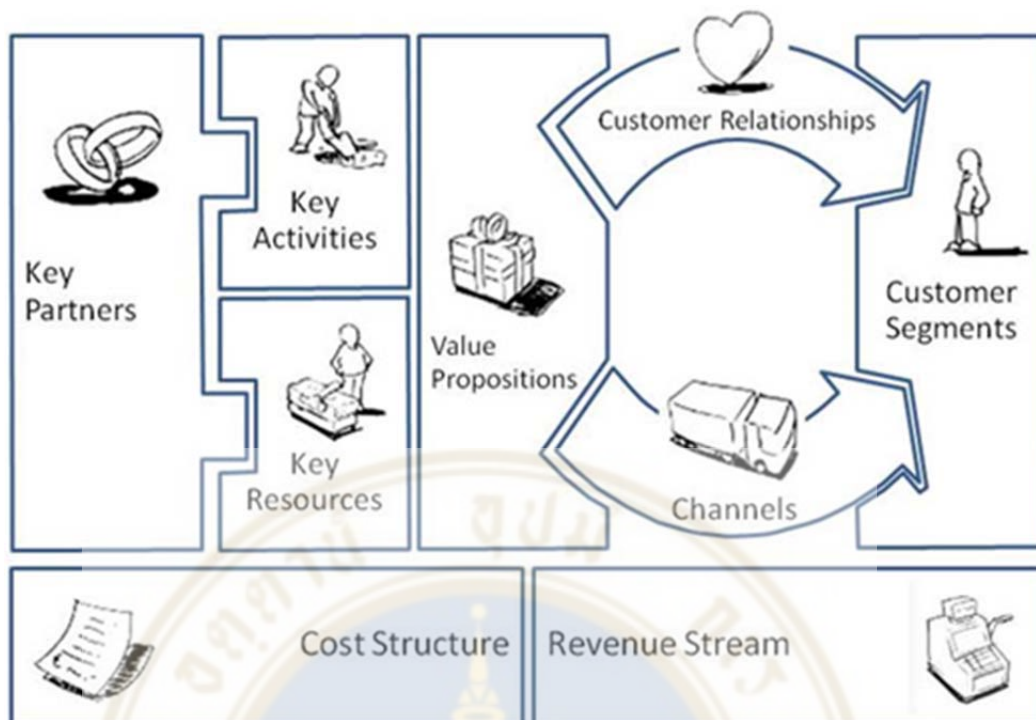 Customer Relationships
Key
Partners
Key
Activities
Key
Resources
Value
Propositions
Customer
Segments
Channels
Cost Structure
Revenue Stream